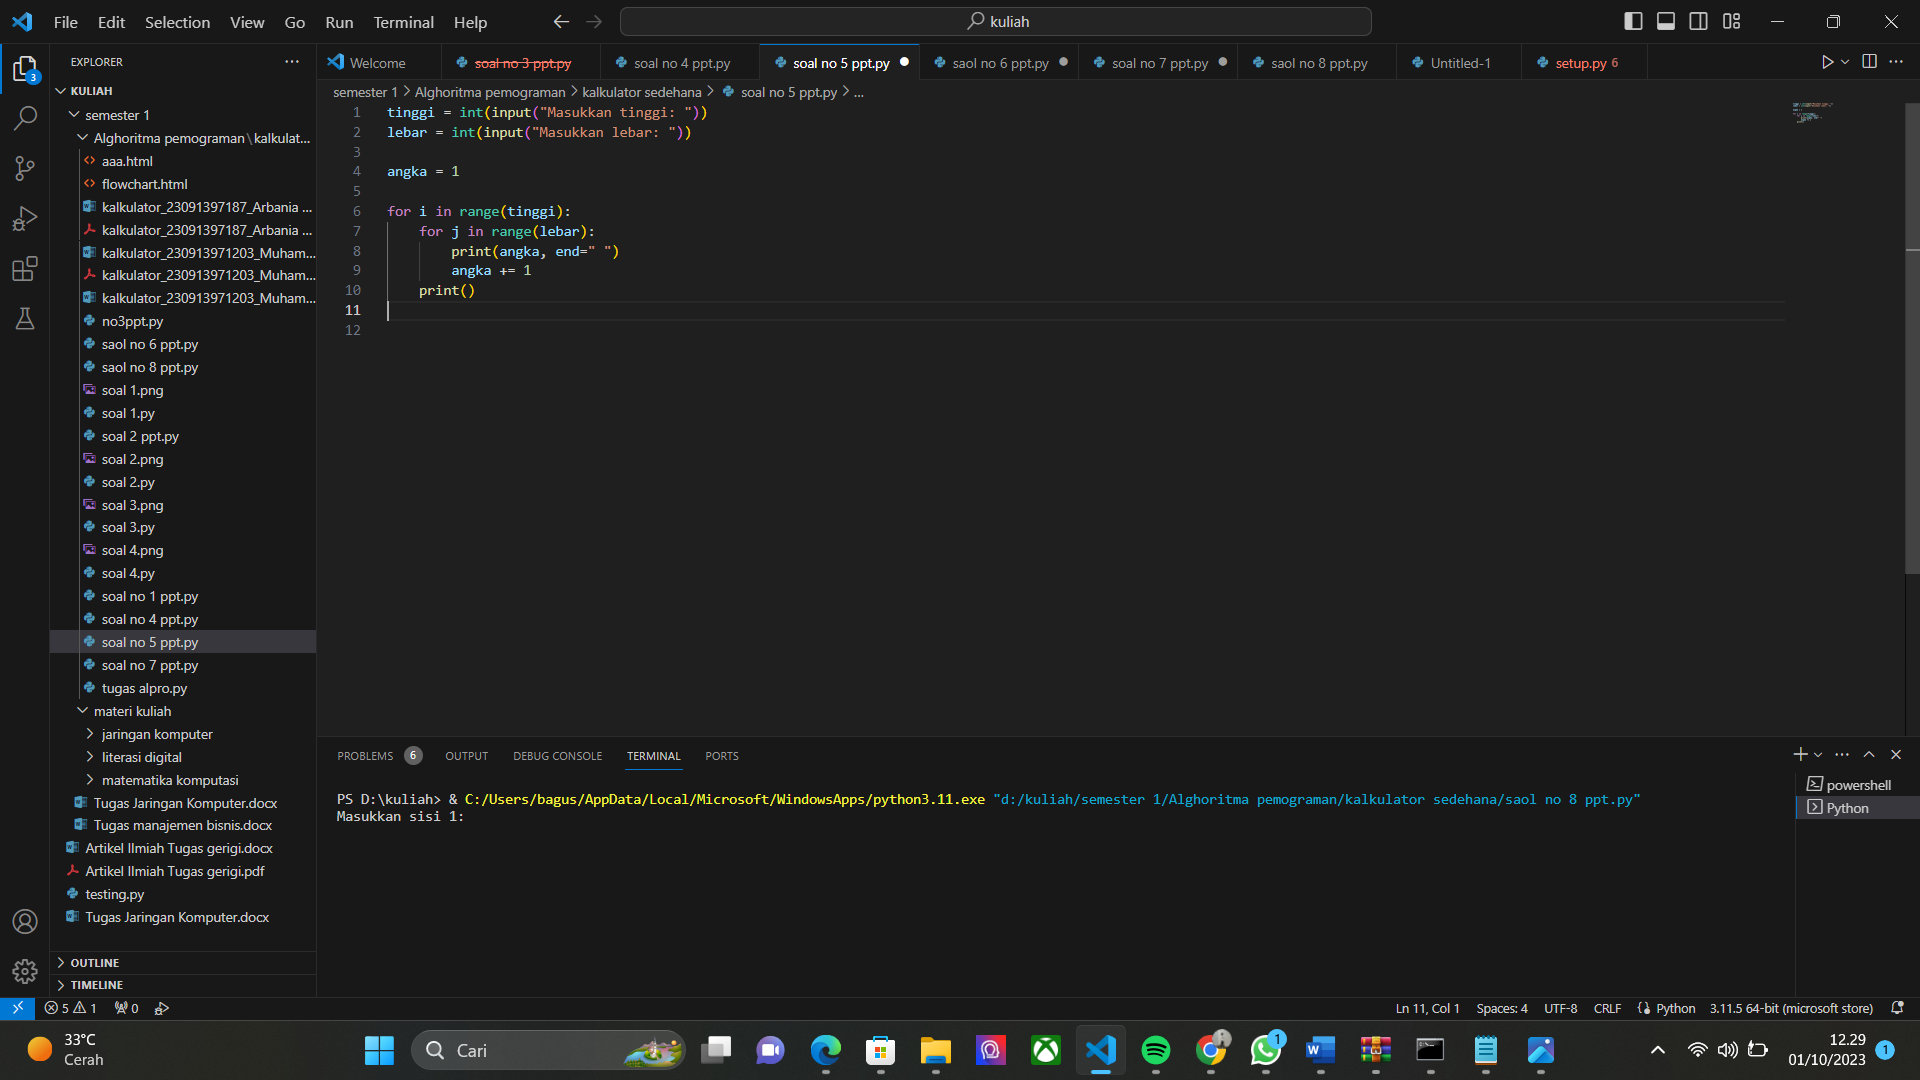 File Edit Selection View Go Run Terminal Help
kuliah
EXPLORER
Welcome
soal no 3 ppt.py
soal no 4 ppt.py
soal no 5 ppt.py
saol no 6 ppt.py
soal no 7 ppt.py
saol no 8 ppt.py
Untitled-1
setup.py 6
semester 1 > Alghoritma pemograman > kalkulator sedehana > soal no 5 ppt.py > ...
3
KULIAH
semester 1
Alghoritma pemograman\kalkulat...
aaa.html
flowchart.html
kalkulator_23091397187_Arbania ...
kalkulator_23091397187_Arbania ...
kalkulator_230913971203_Muham...
kalkulator_230913971203_Muham...
kalkulator_230913971203_Muham...
no3ppt.py
saol no 6 ppt.py
saol no 8 ppt.py
soal 1.png
soal 1.py
soal 2 ppt.py
soal 2.png
soal 2.py
soal 3.png
soal 3.py
soal 4.png
soal 4.py
soal no 1 ppt.py
soal no 4 ppt.py
soal no 5 ppt.py
soal no 7 ppt.py
tugas alpro.py
materi kuliah
jaringan komputer
literasi digital
matematika komputasi
Tugas Jaringan Komputer.docx
Tugas manajemen bisnis.docx
Artikel Ilmiah Tugas gerigi.docx
Artikel Ilmiah Tugas gerigi.pdf
testing.py
Tugas Jaringan Komputer.docx
OUTLINE
TIMELINE
1 tinggi = int(input("Masukkan tinggi: "))
2 lebar = int(input("Masukkan lebar: "))
3
4 angka = 1
5
6 for i in range(tinggi):
7 for j in range(lebar):
8 print(angka, end=" ")
9 angka += 1
10 print()
11
12
PROBLEMS 6 OUTPUT DEBUG CONSOLE TERMINAL PORTS
PS D:\kuliah> & C:/Users/bagus/AppData/Local/Microsoft/WindowsApps/python3.11.exe "d:/kuliah/semester 1/Alghoritma pemograman/kalkulator sedehana/saol no 8 ppt.py"
Masukkan sisi 1:
powershell
Python
5 1 0
Ln 11, Col 1 Spaces: 4 UTF-8 CRLF Python 3.11.5 64-bit (microsoft store)
33°C
Cerah
Cari
1
12.29
01/10/2023
1